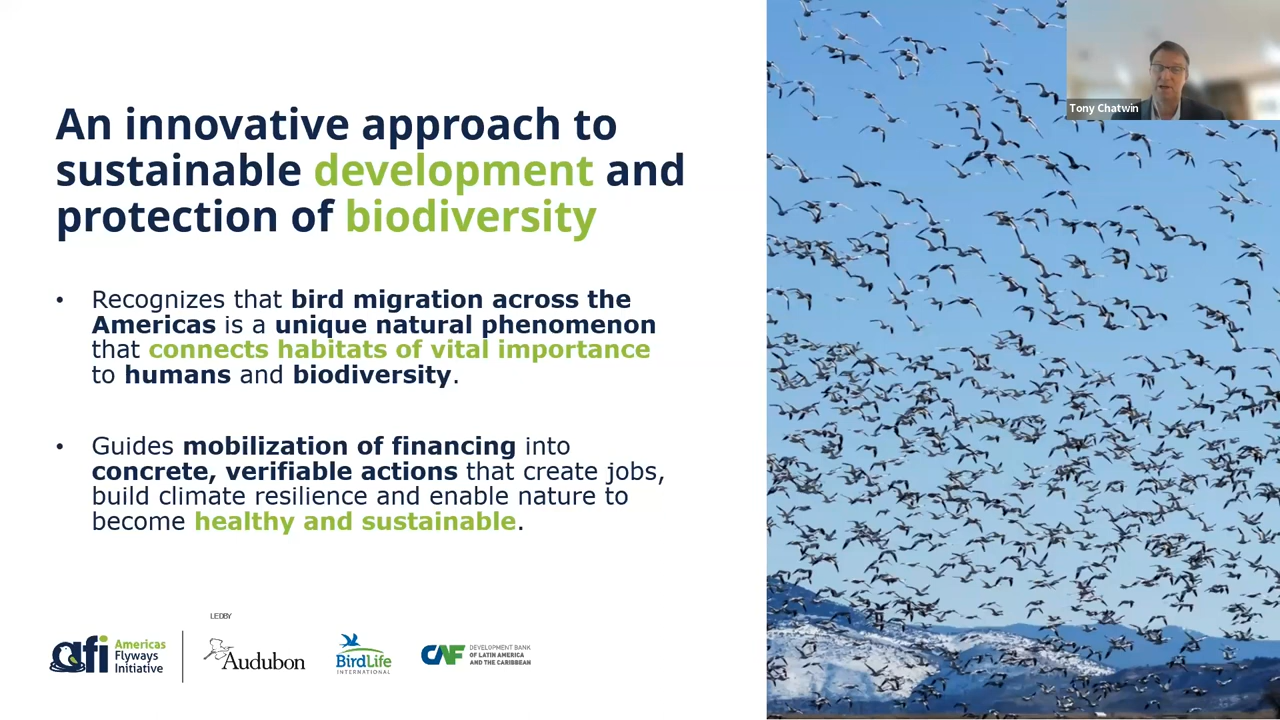 An innovative approach to
sustainable development and
protection of biodiversity
• Recognizes that bird migration across the
Americas is a unique natural phenomenon
that connects habitats of vital importance
to humans and biodiversity.
• Guides mobilization of financing into
concrete, verifiable actions that create jobs,
build climate resilience and enable nature to
become healthy and sustainable.
Tony Chatwin
LED BY
afi Americas
Flyways
Initiative
Audubon
BirdLife
INTERNATIONAL
CAF DEVELOPMENT BANK
OF LATIN AMERICA
AND THE CARIBBEAN